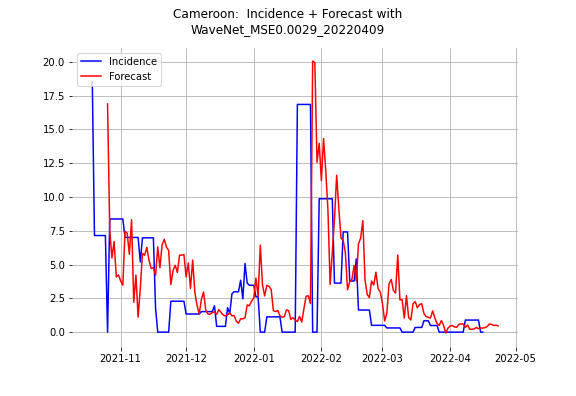 Cameroon:  Incidence + Forecast with
WaveNet_MSE0.0029_20220409
Incidence
Forecast
20.0
17.5
15.0
12.5
10.0
7.5
5.0
2.5
0.0
2021-11 2021-12 2022-01 2022-02 2022-03 2022-04 2022-05